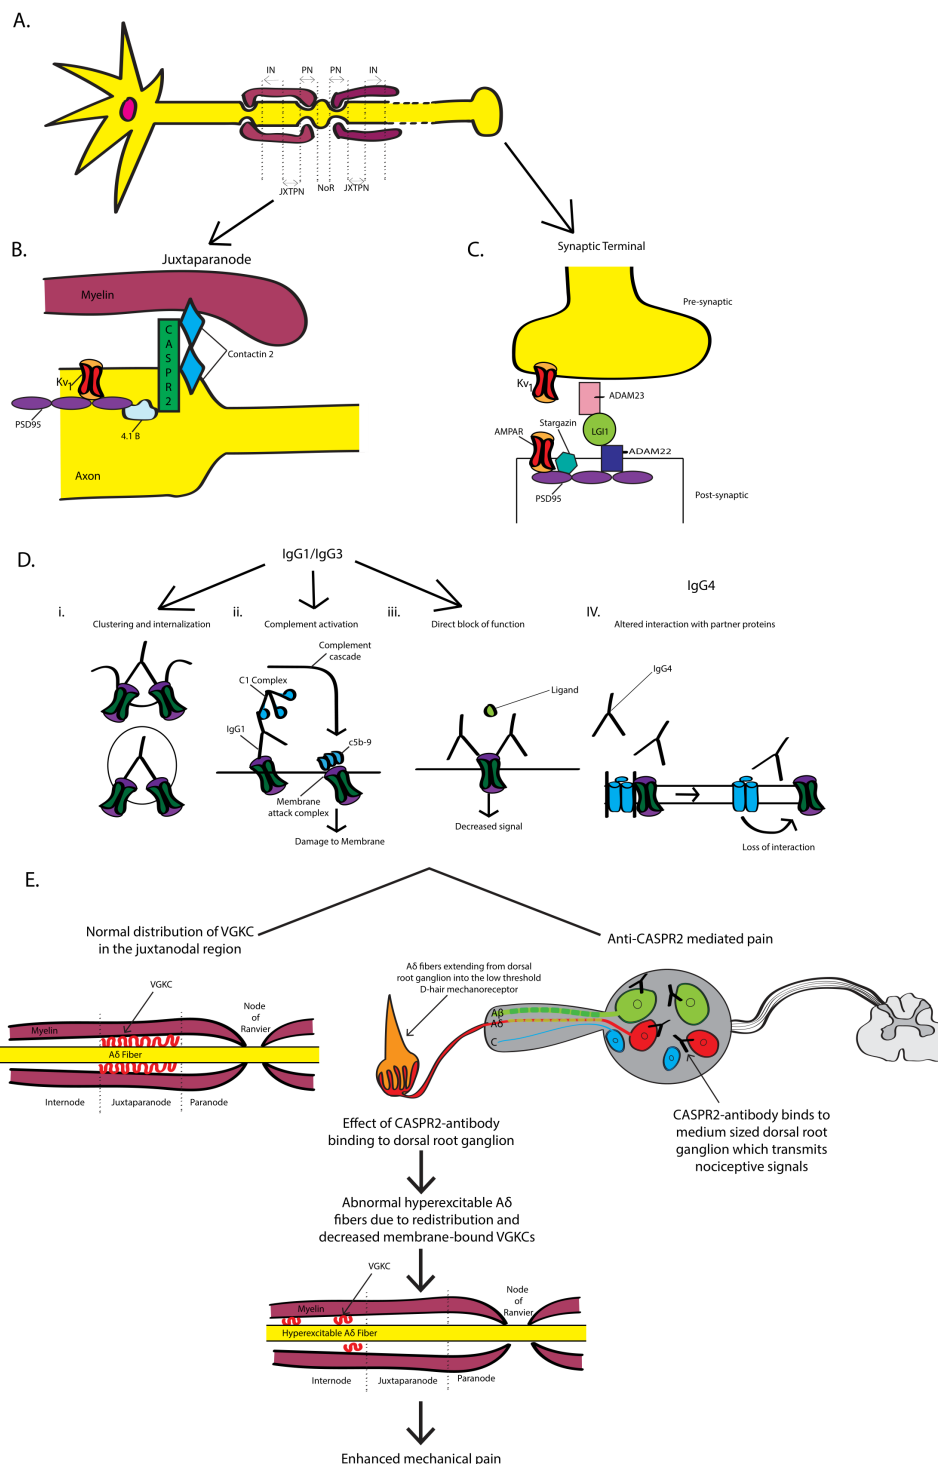 A.
IN
PN
PN
IN
JXTPN
NoR
JXTPN
B.
Juxtaparanode
Myelin
CASPR2
Contactin 2
Kv1
PSD95
4.1 B
Axon
C.
Synaptic Terminal
Pre-synaptic
Kv1
ADAM23
Stargazin
AMPAR
LGI1
ADAM22
PSD95
Post-synaptic
D.
IgG1/IgG3
IgG4
i.
Clustering and internalization
ii.
Complement activation
Complement
cascade
C1 Complex
IgG1
c5b-9
Membrane
attack complex
Damage to Membrane
iii.
Direct block of function
Ligand
Decreased signal
IV.
Altered interaction with partner proteins
IgG4
Loss of interaction
E.
Normal distribution of VGKC
in the juxtanodal region
VGKC
Node
of
Ranvier
Myelin
Aδ Fiber
Internode
Juxtaparanode
Paranode
Anti-CASPR2 mediated pain
Aδ fibers extending from dorsal
root ganglion into the low threshold
D-hair mechanoreceptor
Aβ
Aδ
C
CASPR2-antibody binds to
medium sized dorsal root
ganglion which transmits
nociceptive signals
Effect of CASPR2-antibody
binding to dorsal root ganglion
Abnormal hyperexcitable Aδ
fibers due to redistribution and
decreased membrane-bound VGKCs
VGKC
Node
of
Ranvier
Myelin
Hyperexcitable Aδ Fiber
Internode
Juxtaparanode
Paranode
Enhanced mechanical pain